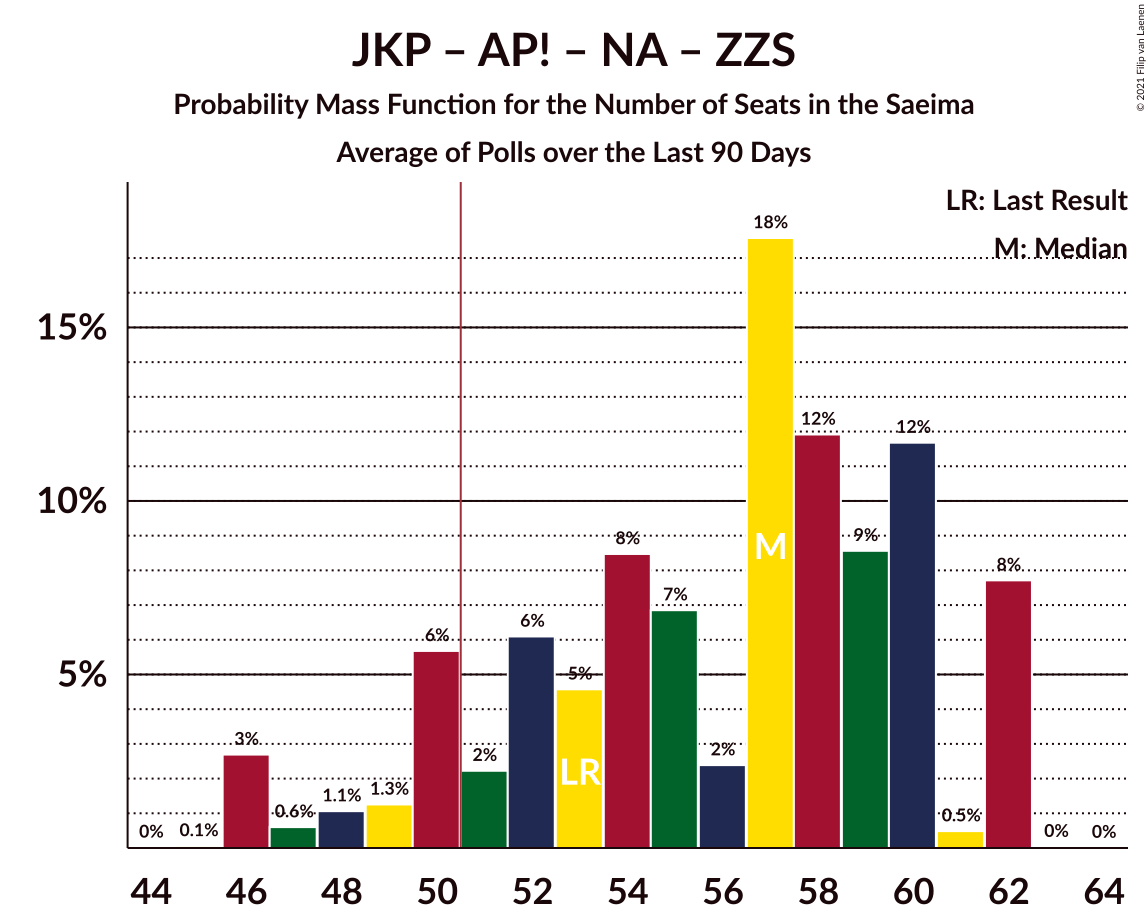 JKP – AP! – NA – ZZS
Probability Mass Function for the Number of Seats in the Saeima
Average of Polls over the Last 90 Days
© 2021 Filip van Laenen
LR: Last Result
M: Median
15%
10%
5%
0%
0.1%
3%
0.6%
1.1%
1.3%
6%
2%
6%
5%
8%
7%
2%
18%
12%
9%
12%
0.5%
8%
0%
0%
LR
M
44 46 48 50 52 54 56 58 60 62 64